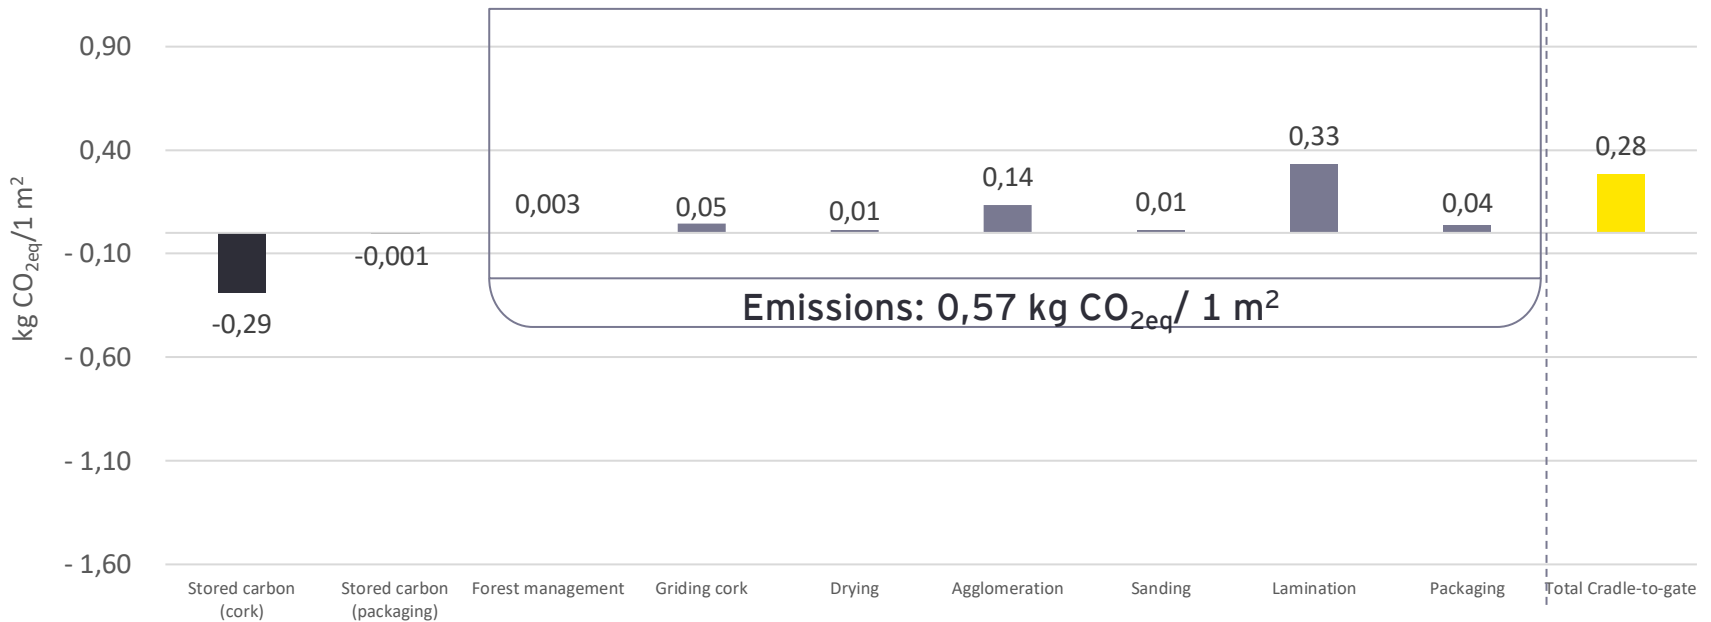 kg CO2eq/1 m2
0,90
0,40
- 0,10
- 0,60
- 1,10
- 1,60
-0,29
-0,001
0,003
0,05
0,01
0,14
0,01
0,33
0,04
0,28
Emissions: 0,57 kg CO2eq/ 1 m2
Stored carbon
(cork)
Stored carbon
(packaging)
Forest management
Griding cork
Drying
Agglomeration
Sanding
Lamination
Packaging
Total Cradle-to-gate